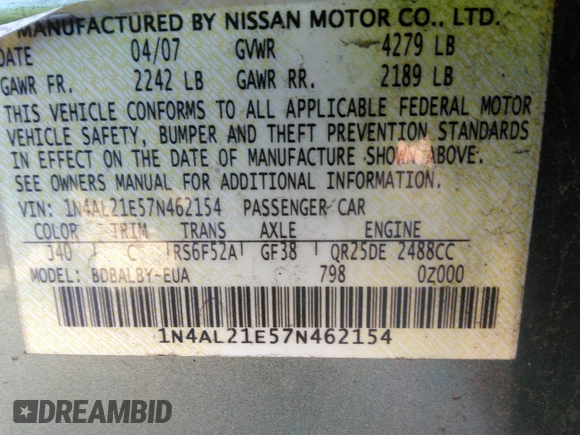 MANUFACTURED BY NISSAN MOTOR CO., LTD.
DATE 04/07 GVWR 4279 LB
GAWR FR. 2242 LB GAWR RR. 2189 LB
THIS VEHICLE CONFORMS TO ALL APPLICABLE FEDERAL MOTOR
VEHICLE SAFETY, BUMPER AND THEFT PREVENTION STANDARDS
IN EFFECT ON THE DATE OF MANUFACTURE SHOWN ABOVE.
SEE OWNERS MANUAL FOR ADDITIONAL INFORMATION.
VIN: 1N4AL21E57N462154 PASSENGER CAR
COLOR TRIM TRANS AXLE ENGINE
J40 C RS6F52A GF38 QR25DE 2488CC
MODEL: BDBALBY-EUA 798 0Z000
1N4AL21E57N462154
DREAMBID